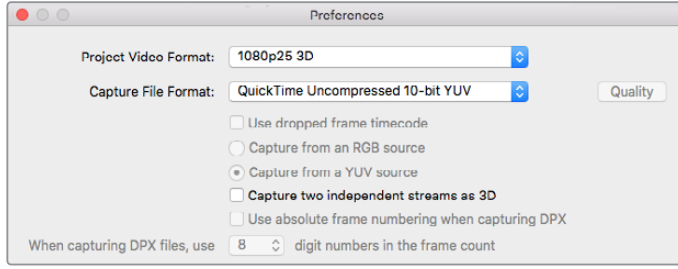 Preferences
Project Video Format: 1080p25 3D
Capture File Format: QuickTime Uncompressed 10-bit YUV Quality
Use dropped frame timecode
Capture from an RGB source
Capture from a YUV source
Capture two independent streams as 3D
Use absolute frame numbering when capturing DPX
When capturing DPX files, use 8 digit numbers in the frame count